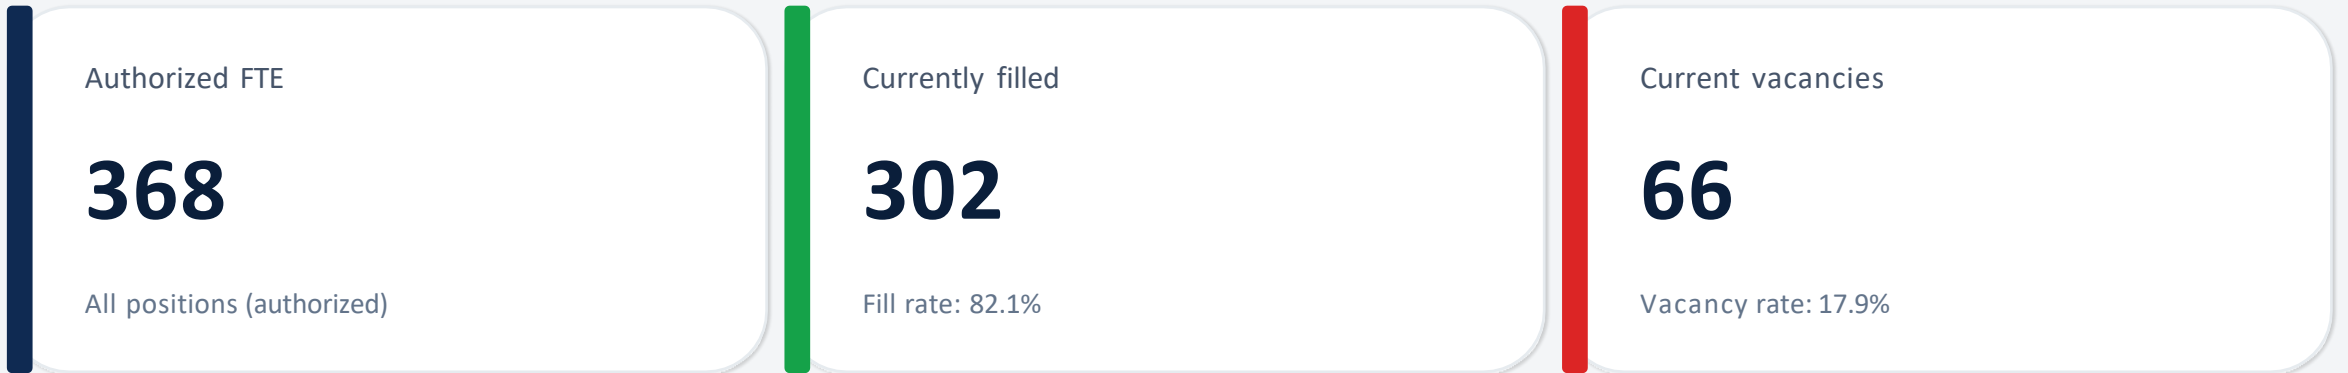 Authorized FTE
368
All positions (authorized)
Currently filled
302
Fill rate: 82.1%
Current vacancies
66
Vacancy rate: 17.9%